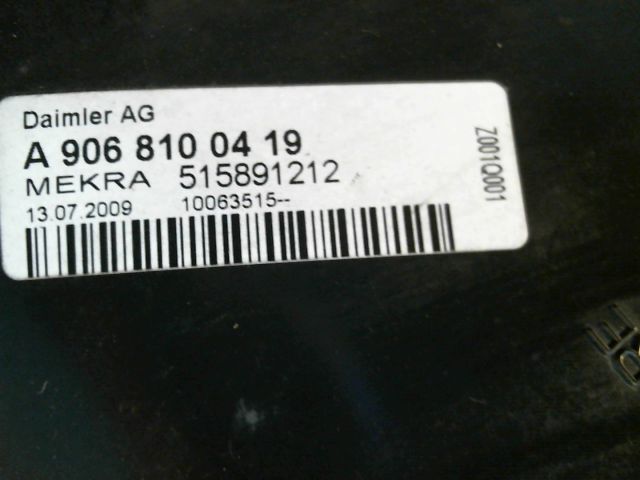 Daimler AG
A 906 810 04 19
MEKRA 515891212
13.07.2009 10063515--
Z001Q001